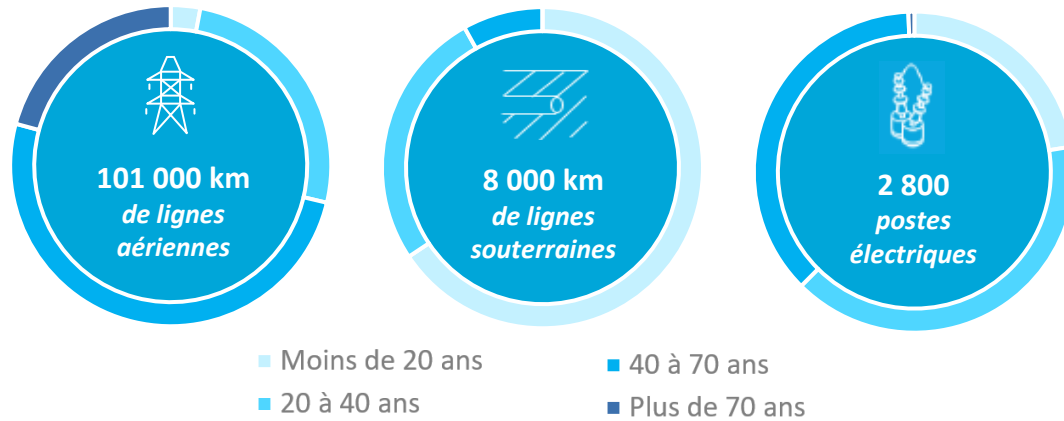 101 000 km
de lignes
aériennes
8 000 km
de lignes
souterraines
2 800
postes
électriques
Moins de 20 ans
20 à 40 ans
40 à 70 ans
Plus de 70 ans